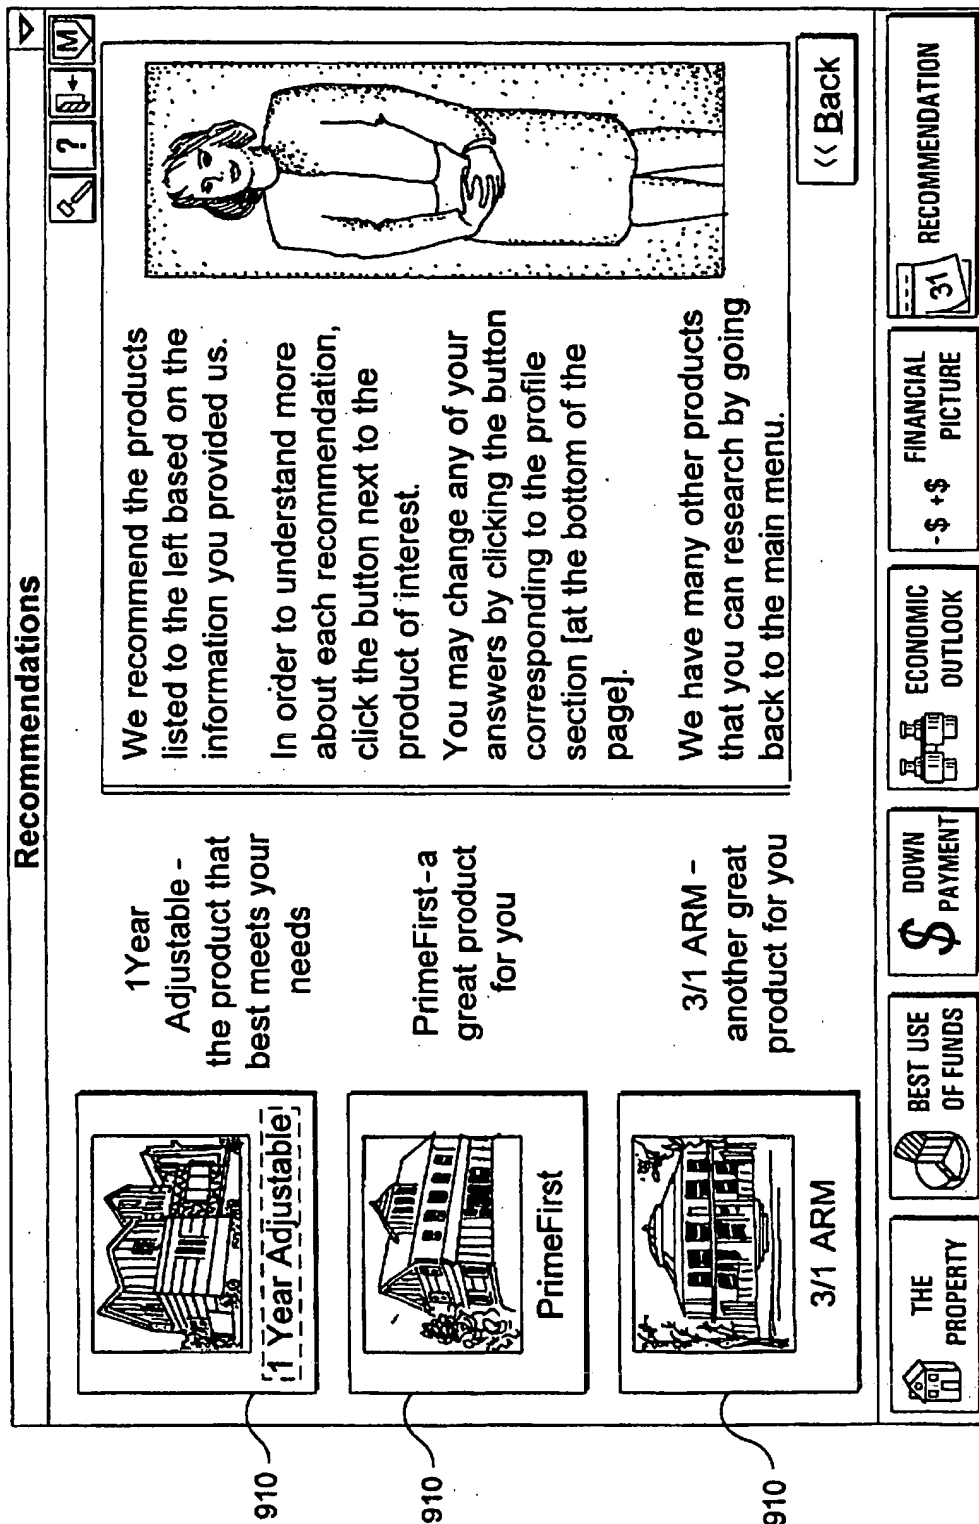 Recommendations
?
M
1Year
Adjustable -
the product that
best meets your
needs
1 Year Adjustable
910
PrimeFirst-a
great product
for you
PrimeFirst
910
3/1 ARM -
another great
product for you
3/1 ARM
910
We recommend the products
listed to the left based on the
information you provided us.
In order to understand more
about each recommendation,
click the button next to the
product of interest.
You may change any of your
answers by clicking the button
corresponding to the profile
section [at the bottom of the
page].
We have many other products
that you can research by going
back to the main menu.
<< Back
THE
PROPERTY
BEST USE
OF FUNDS
$ DOWN
PAYMENT
ECONOMIC
OUTLOOK
-$ +$ FINANCIAL
PICTURE
31 RECOMMENDATION